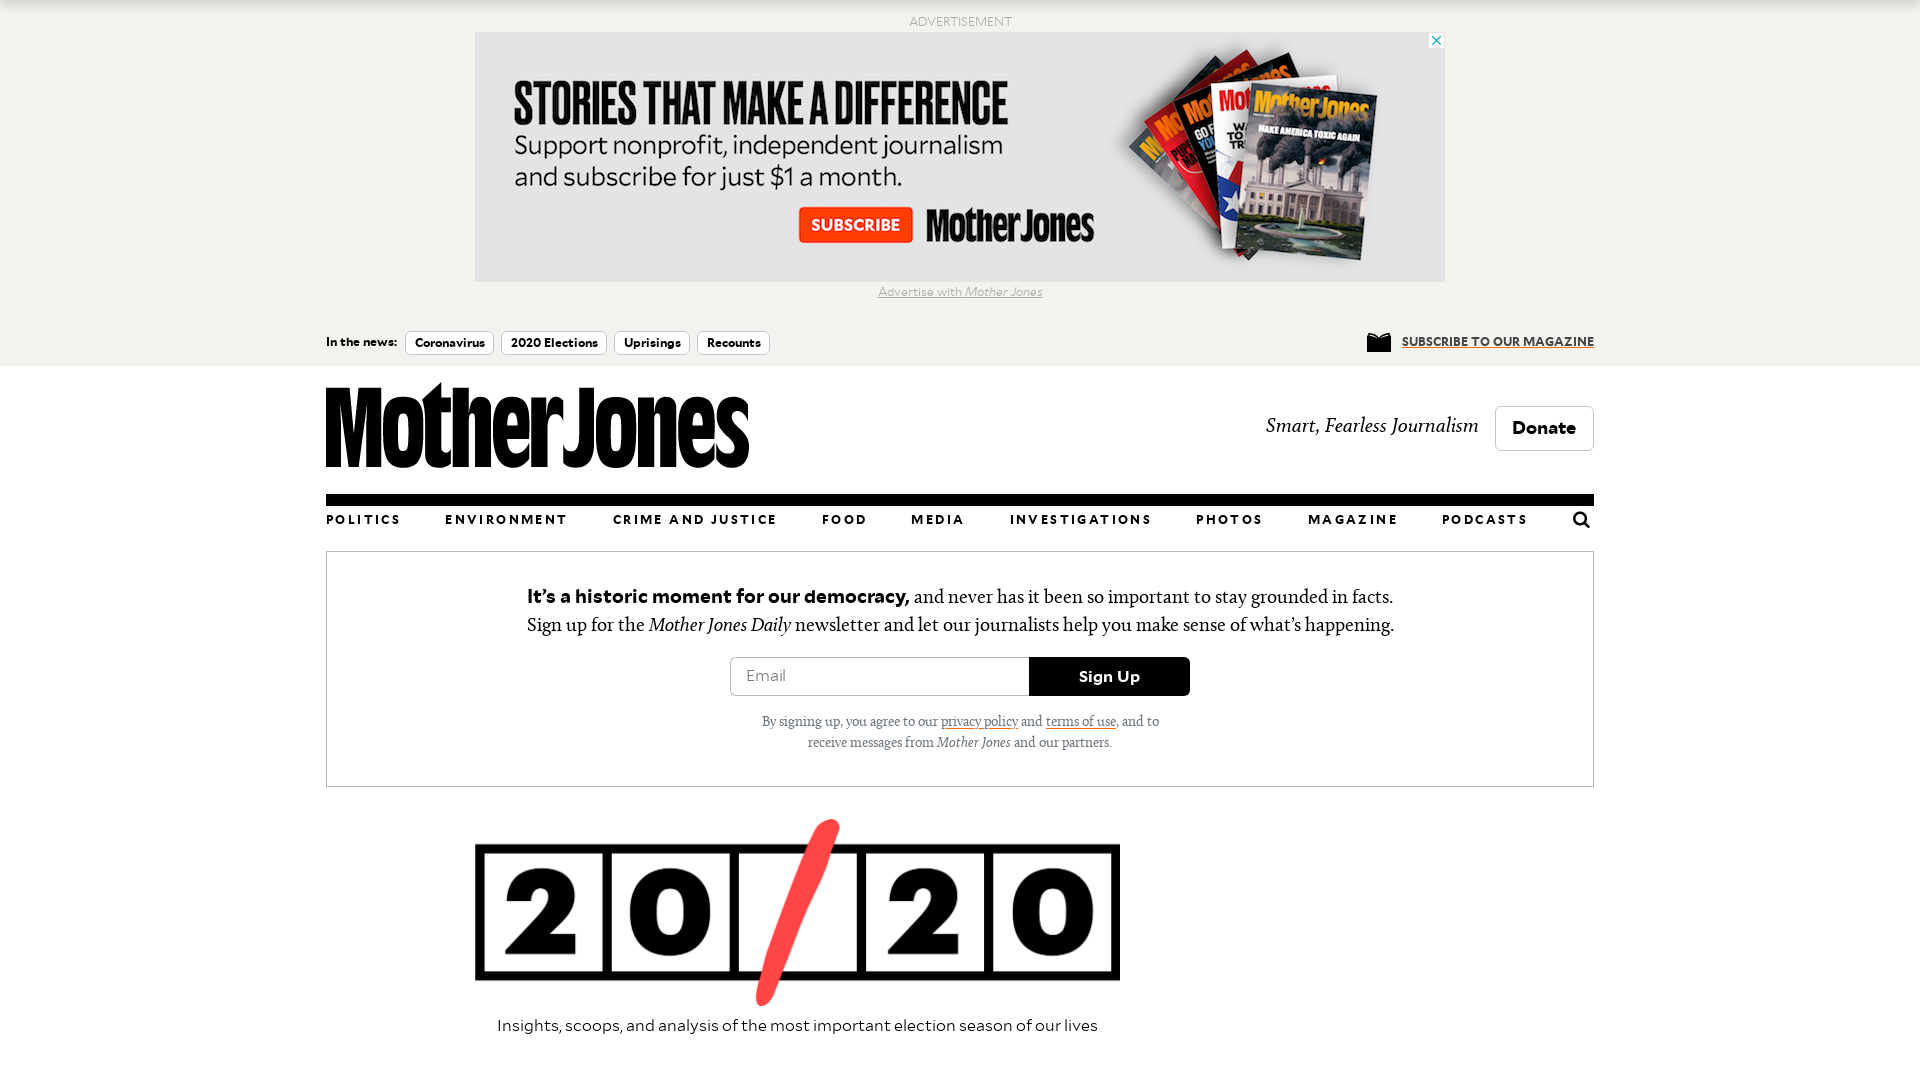 ADVERTISEMENT
STORIES THAT MAKE A DIFFERENCE
Support nonprofit, independent journalism
and subscribe for just $1 a month.
SUBSCRIBE Mother Jones
Mother Jones
MAKE AMERICA TOXIC AGAIN
Advertise with Mother Jones
In the news: Coronavirus 2020 Elections Uprisings Recounts SUBSCRIBE TO OUR MAGAZINE
Mother Jones
Smart, Fearless Journalism Donate
POLITICS ENVIRONMENT CRIME AND JUSTICE FOOD MEDIA INVESTIGATIONS PHOTOS MAGAZINE PODCASTS
It’s a historic moment for our democracy, and never has it been so important to stay grounded in facts.
Sign up for the Mother Jones Daily newsletter and let our journalists help you make sense of what’s happening.
Email Sign Up
By signing up, you agree to our privacy policy and terms of use, and to
receive messages from Mother Jones and our partners.
20/20
Insights, scoops, and analysis of the most important election season of our lives